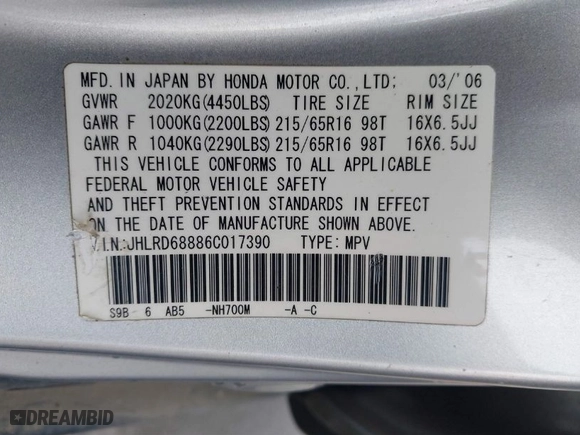 MFD. IN JAPAN BY HONDA MOTOR CO., LTD: 03/'06
GVWR 2020KG(4450LBS) TIRE SIZE RIM SIZE
GAWR F 1000KG(2200LBS) 215/65R16 98T 16X6.5JJ
GAWR R 1040KG(2290LBS) 215/65R16 98T 16X6.5JJ
THIS VEHICLE CONFORMS TO ALL APPLICABLE
FEDERAL MOTOR VEHICLE SAFETY
AND THEFT PREVENTION STANDARDS IN EFFECT
ON THE DATE OF MANUFACTURE SHOWN ABOVE.
V.I.N.:JHLRD68886C017390 TYPE: MPV
S9B 6 AB5 -NH700M -A -C
DREAMBID